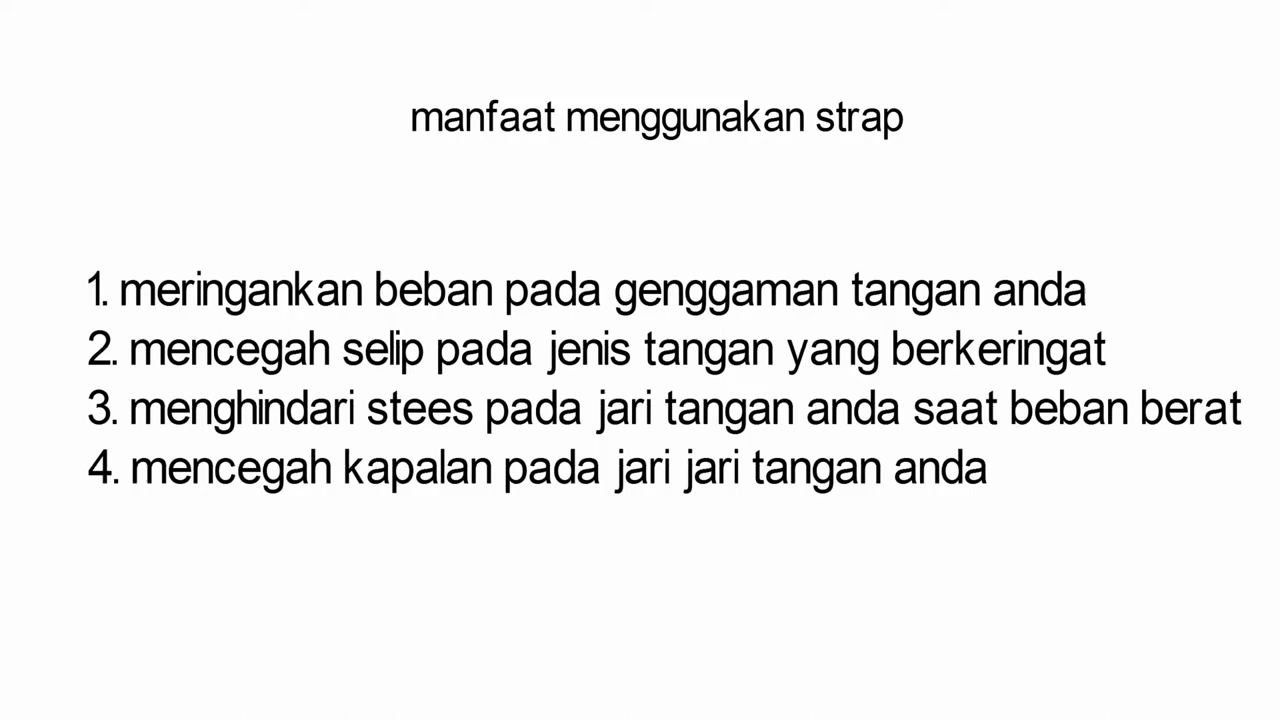 manfaat menggunakan strap
1. meringankan beban pada genggaman tangan anda
2. mencegah selip pada jenis tangan yang berkeringat
3. menghindari stees pada jari tangan anda saat beban berat
4. mencegah kapalan pada jari jari tangan anda